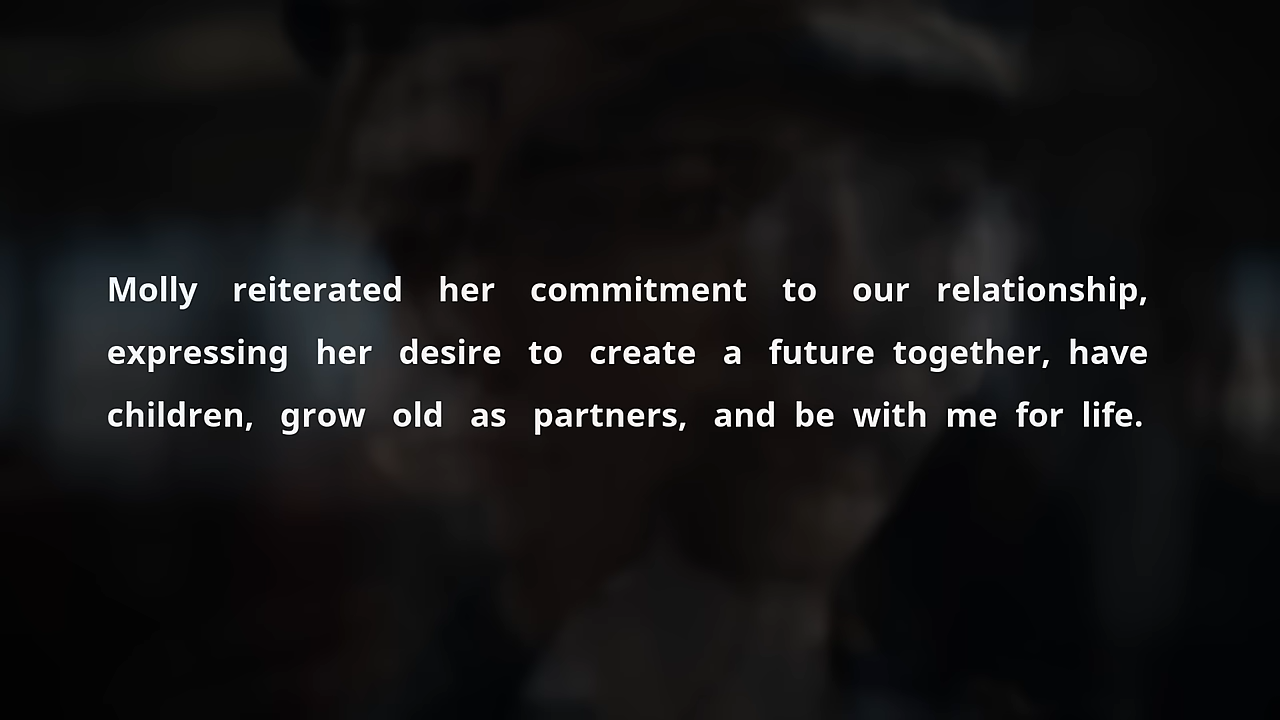 Molly reiterated her commitment to our relationship,
expressing her desire to create a future together, have
children, grow old as partners, and be with me for life.